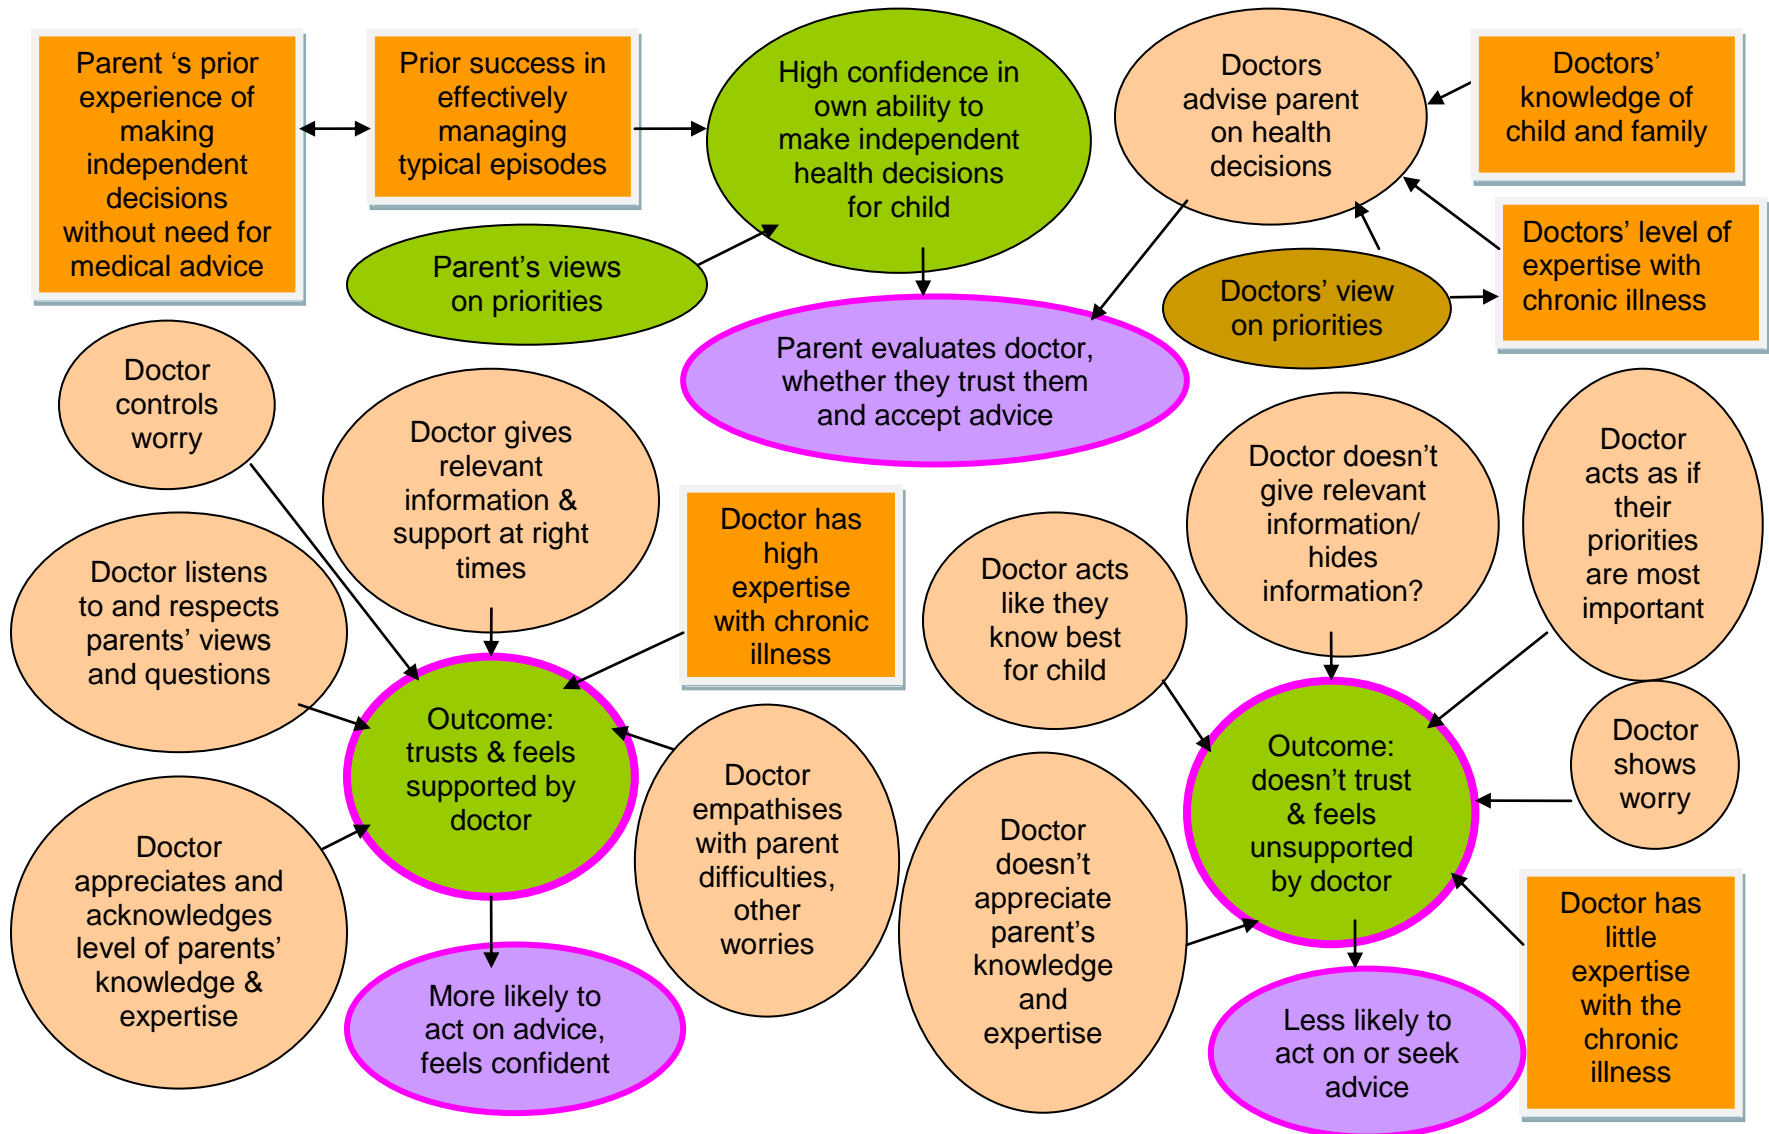 Parent ‘s prior
experience of
making
independent
decisions
without need for
medical advice
Prior success in
effectively
managing
typical episodes
High confidence in
own ability to
make independent
health decisions
for child
Doctors
advise parent
on health
decisions
Doctors’
knowledge of
child and family
Parent’s views
on priorities
Doctors’ view
on priorities
Doctors’ level of
expertise with
chronic illness
Parent evaluates doctor,
whether they trust them
and accept advice
Doctor
controls
worry
Doctor gives
relevant
information &
support at right
times
Doctor has
high
expertise
with chronic
illness
Doctor listens
to and respects
parents’ views
and questions
Outcome:
trusts & feels
supported by
doctor
Doctor
appreciates and
acknowledges
level of parents’
knowledge &
expertise
Doctor
empathises
with parent
difficulties,
other
worries
More likely to
act on advice,
feels confident
Doctor doesn’t
give relevant
information/
hides
information?
Doctor
acts as if
their
priorities
are most
important
Doctor acts
like they
know best
for child
Outcome:
doesn’t trust
& feels
unsupported
by doctor
Doctor
shows
worry
Doctor
doesn’t
appreciate
parent’s
knowledge
and
expertise
Doctor has
little
expertise
with the
chronic
illness
Less likely to
act on or seek
advice